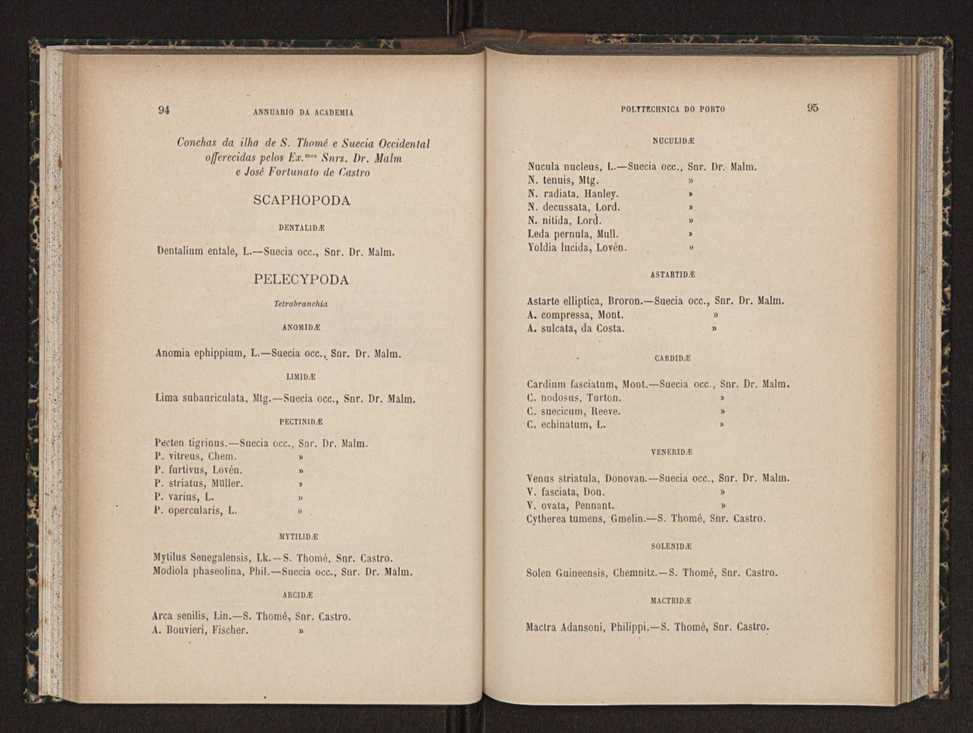 94
ANNUARIO DA ACADEMIA
Conchas da ilha de S. Thomé e Suecia Occidental
offerecidas pelos Ex.mos Snrs. Dr. Malm
e José Fortunato de Castro
SCAPHOPODA
DENTALIDÆ
Dentalium entale, L.—Suecia occ., Snr. Dr. Malm.
PELECYPODA
Tetrabranchia
ANOMIDÆ
Anomia ephippium, L.—Suecia occ., Snr. Dr. Malm.
LIMIDÆ
Lima subauriculata, Mtg.—Suecia occ., Snr. Dr. Malm.
PECTINIDÆ
Pecten tigrinus.—Suecia occ., Snr. Dr. Malm.
P. vitreus, Chem. »
P. furtivus, Lovén. »
P. striatus, Müller. »
P. varius, L. »
P. opercularis, L. »
MYTILIDÆ
Mytilus Senegalensis, Lk.—S. Thomé, Snr. Castro.
Modiola phaseolina, Phil.—Suecia occ., Snr. Dr. Malm.
ARCIDÆ
Arca senilis, Lin.—S. Thomé, Snr. Castro.
A. Bouvieri, Fischer. »
POLYTECHNICA DO PORTO
95
NUCULIDÆ
Nucula nucleus, L.—Suecia occ., Snr. Dr. Malm.
N. tenuis, Mtg. »
N. radiata, Hanley. »
N. decussata, Lord. »
N. nitida, Lord. »
Leda pernula, Mull. »
Yoldia lucida, Lovén. »
ASTARTIDÆ
Astarte elliptica, Broron.—Suecia occ., Snr. Dr. Malm.
A. compressa, Mont. »
A. sulcata, da Costa. »
CARDIDÆ
Cardium fasciatum, Mont.—Suecia occ., Snr. Dr. Malm.
C. nodosus, Turton. »
C. suecicum, Reeve. »
C. echinatum, L. »
VENERIDÆ
Venus striatula, Donovan.—Suecia occ., Snr. Dr. Malm.
V. fasciata, Don. »
V. ovata, Pennant. »
Cytherea tumens, Gmelin.—S. Thomé, Snr. Castro.
SOLENIDÆ
Solen Guineensis, Chemnitz.—S. Thomé, Snr. Castro.
MACTRIDÆ
Mactra Adansoni, Philippi.—S. Thomé, Snr. Castro.